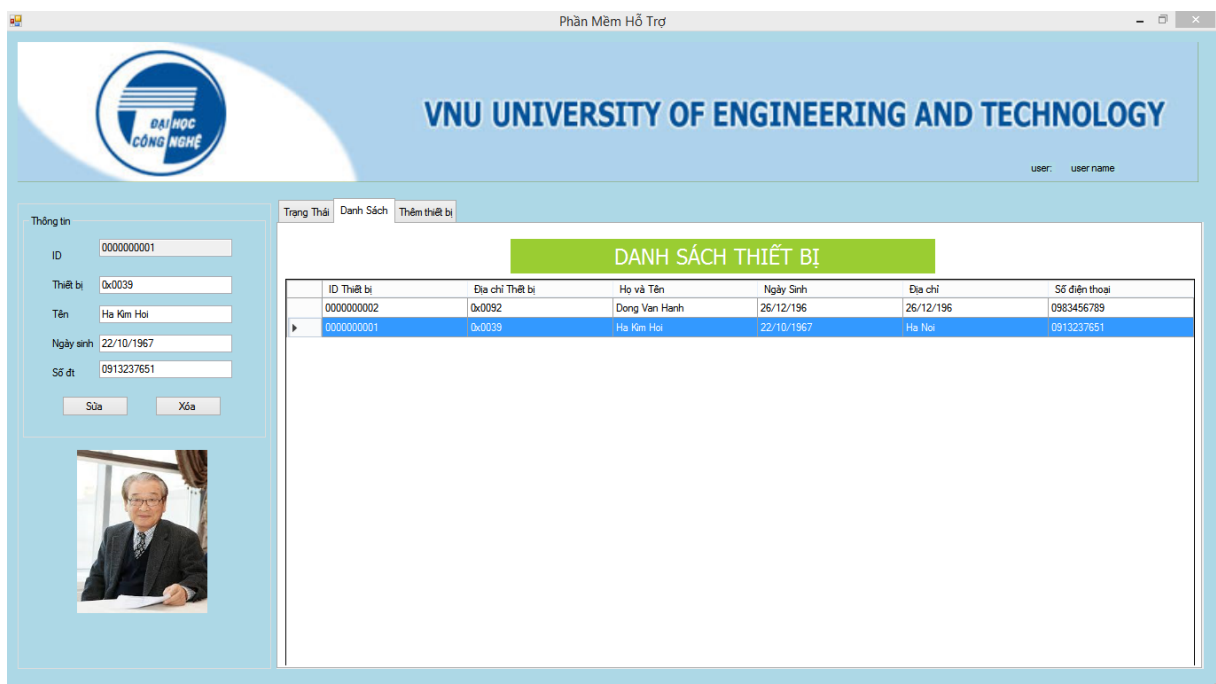 Phần Mềm Hỗ Trợ
ĐẠI HỌC
CÔNG NGHỆ
VNU UNIVERSITY OF ENGINEERING AND TECHNOLOGY
user: user name
Thông tin
ID 0000000001
Thiết bị 0x0039
Tên Ha Kim Hoi
Ngày sinh 22/10/1967
Số đt 0913237651
Sửa Xóa
Trạng Thái Danh Sách Thêm thiết bị
DANH SÁCH THIẾT BỊ
ID Thiết bị Địa chỉ Thết bị Họ và Tên Ngày Sinh Địa chỉ Số điện thoại
0000000002 0x0092 Dong Van Hanh 26/12/196 26/12/196 0983456789
0000000001 0x0039 Ha Kim Hoi 22/10/1967 Ha Noi 0913237651